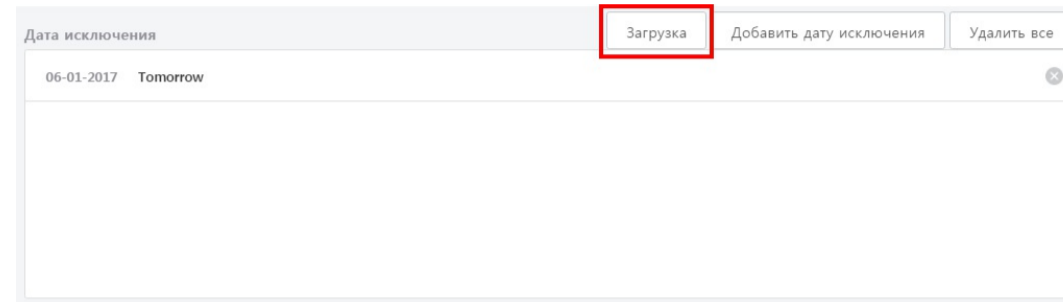 Дата исключения
Загрузка
Добавить дату исключения
Удалить все
06-01-2017 Tomorrow